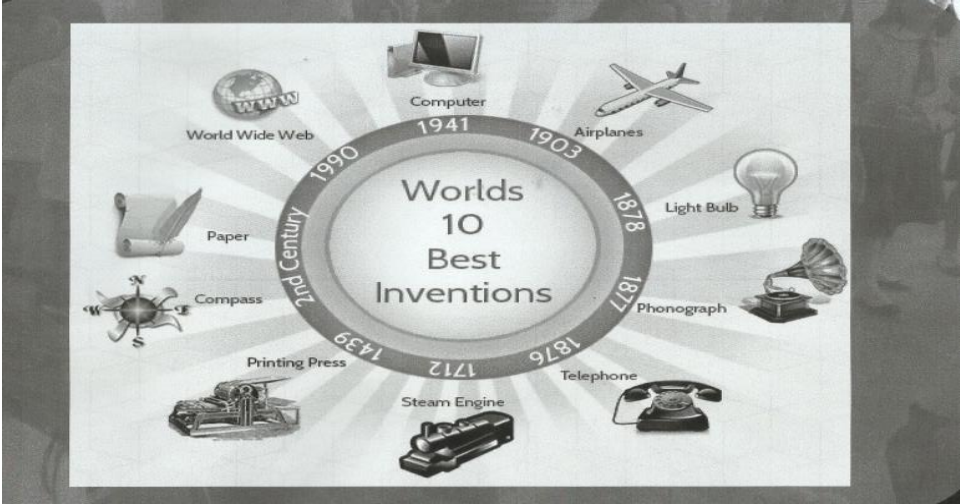 Worlds
10
Best
Inventions
Computer
1941
Airplanes
1903
Light Bulb
1878
Phonograph
1877
Telephone
1876
Steam Engine
1712
Printing Press
1439
Compass
N
S
W
Paper
2nd Century
World Wide Web
WWW
1990